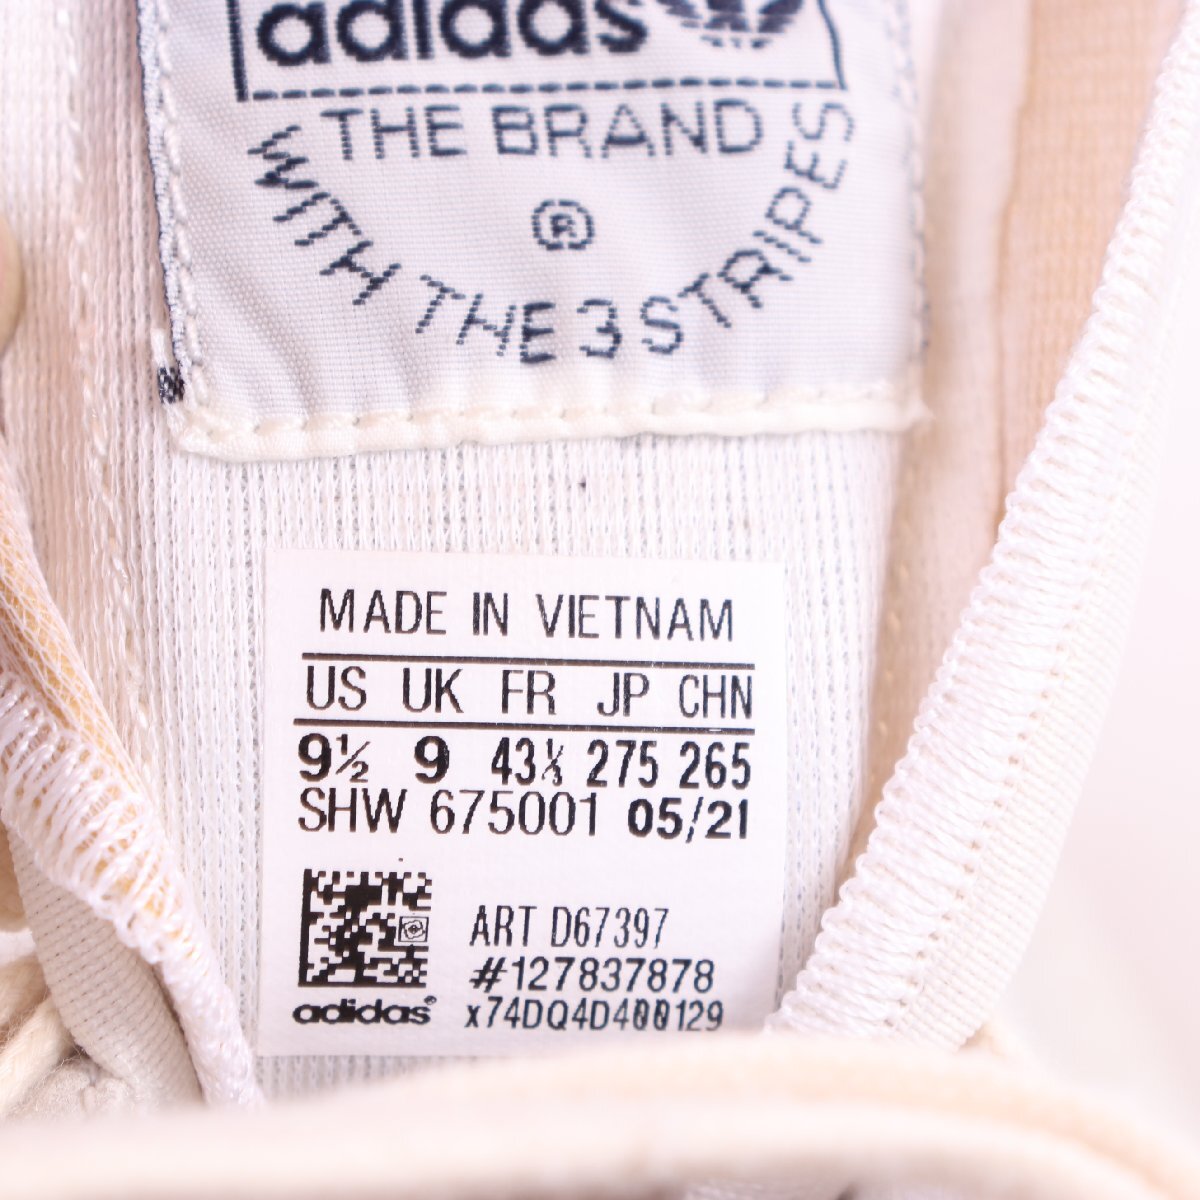 adidas
THE BRAND
WITH THE 3 STRIPES
®
MADE IN VIETNAM
US UK FR JP CHN
9½ 9 43⅓ 275 265
SHW 675001 05/21
ART D67397
#127837878
adidas® x74DQ4D400129